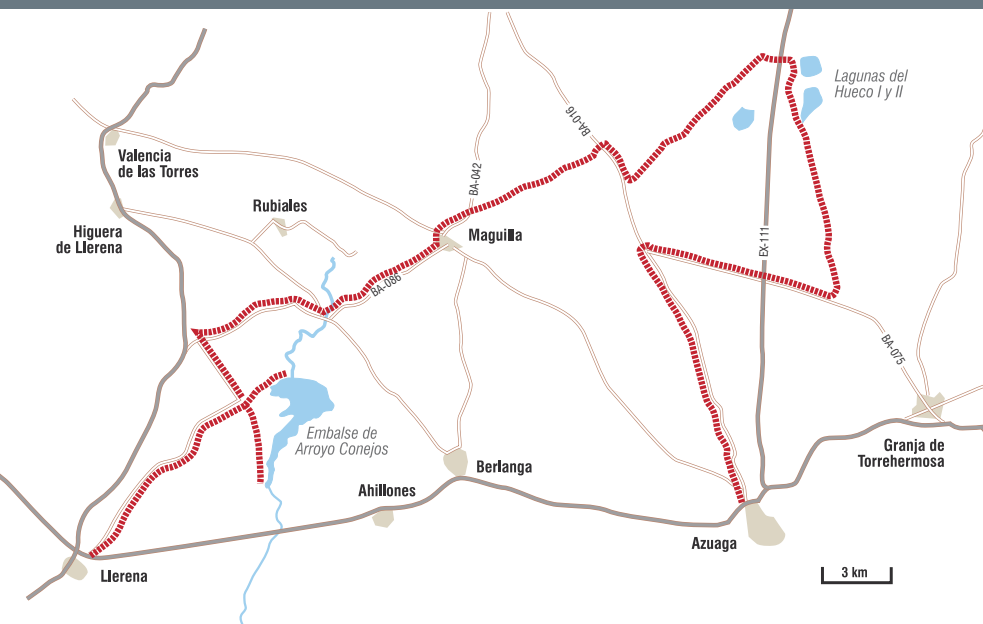 Lagunas del
Hueco I y II
BA-016
Valencia
de las Torres
BA-042
Rubiales
Higuera
de Llerena
Maguilla
EX-111
BA-086
BA-075
Embalse de
Arroyo Conejos
Granja de
Torrehermosa
Berlanga
Ahillones
Azuaga
Llerena
3 km